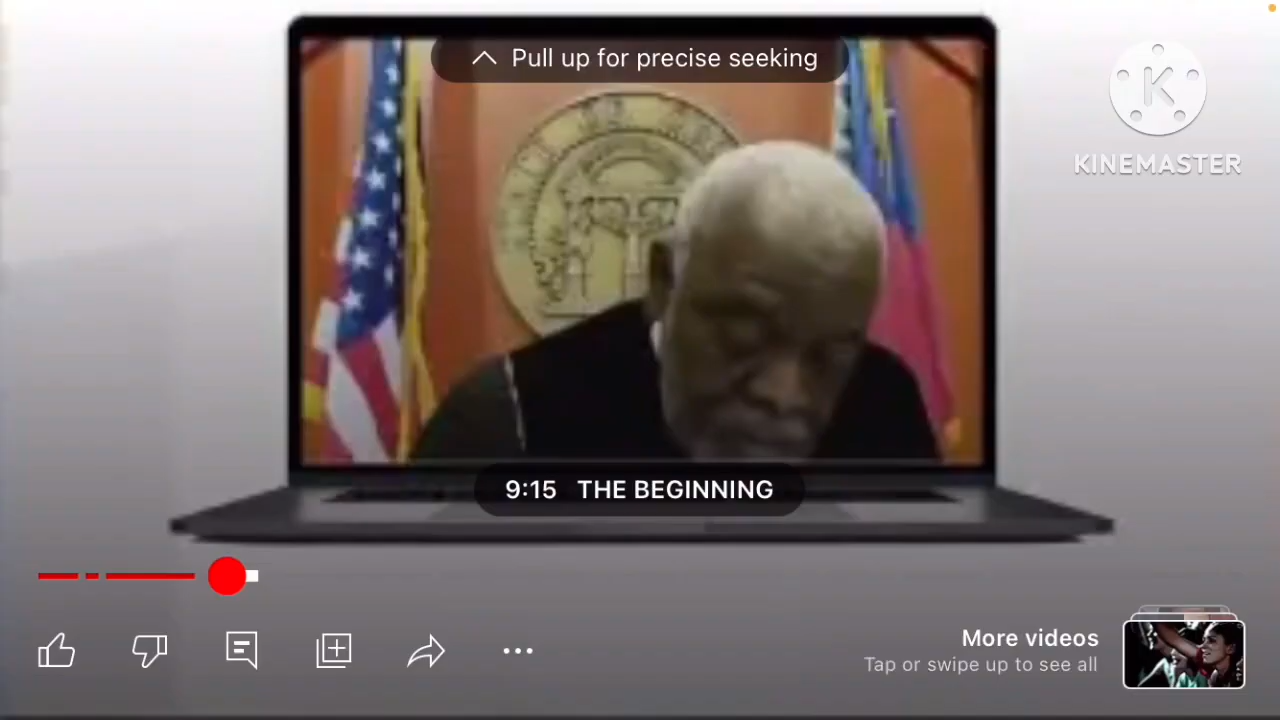 Pull up for precise seeking
K
KINEMASTER
9:15 THE BEGINNING
More videos
Tap or swipe up to see all